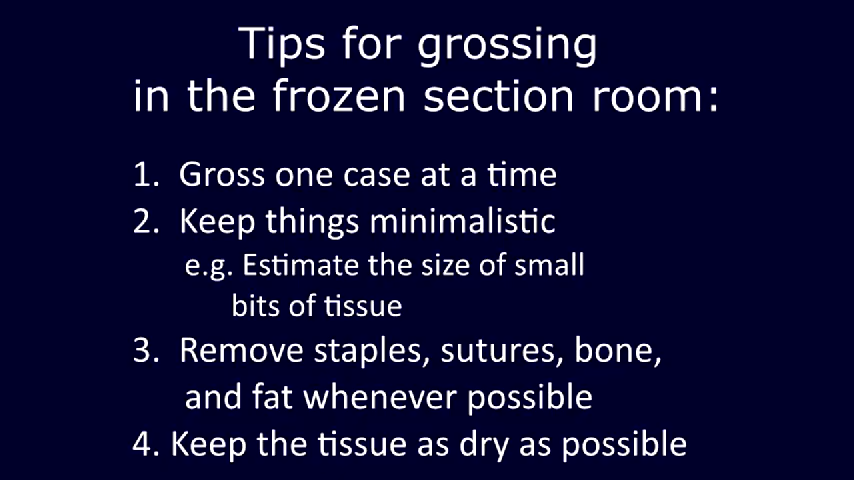 Tips for grossing
in the frozen section room:
1. Gross one case at a time
2. Keep things minimalistic
e.g. Estimate the size of small
bits of tissue
3. Remove staples, sutures, bone,
and fat whenever possible
4. Keep the tissue as dry as possible